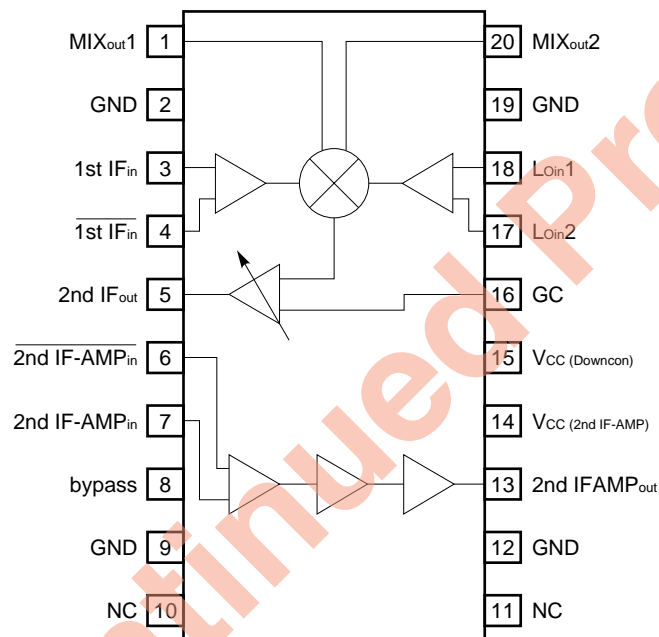 MIXout1 1 20 MIXout2
GND 2 19 GND
1st IFin 3 18 LOin1
1st IFin 4 17 LOin2
2nd IFout 5 16 GC
2nd IF-AMPin 6 15 VCC (Downcon)
2nd IF-AMPin 7 14 VCC (2nd IF-AMP)
bypass 8 13 2nd IFAMPout
GND 9 12 GND
NC 10 11 NC
tinued Pr